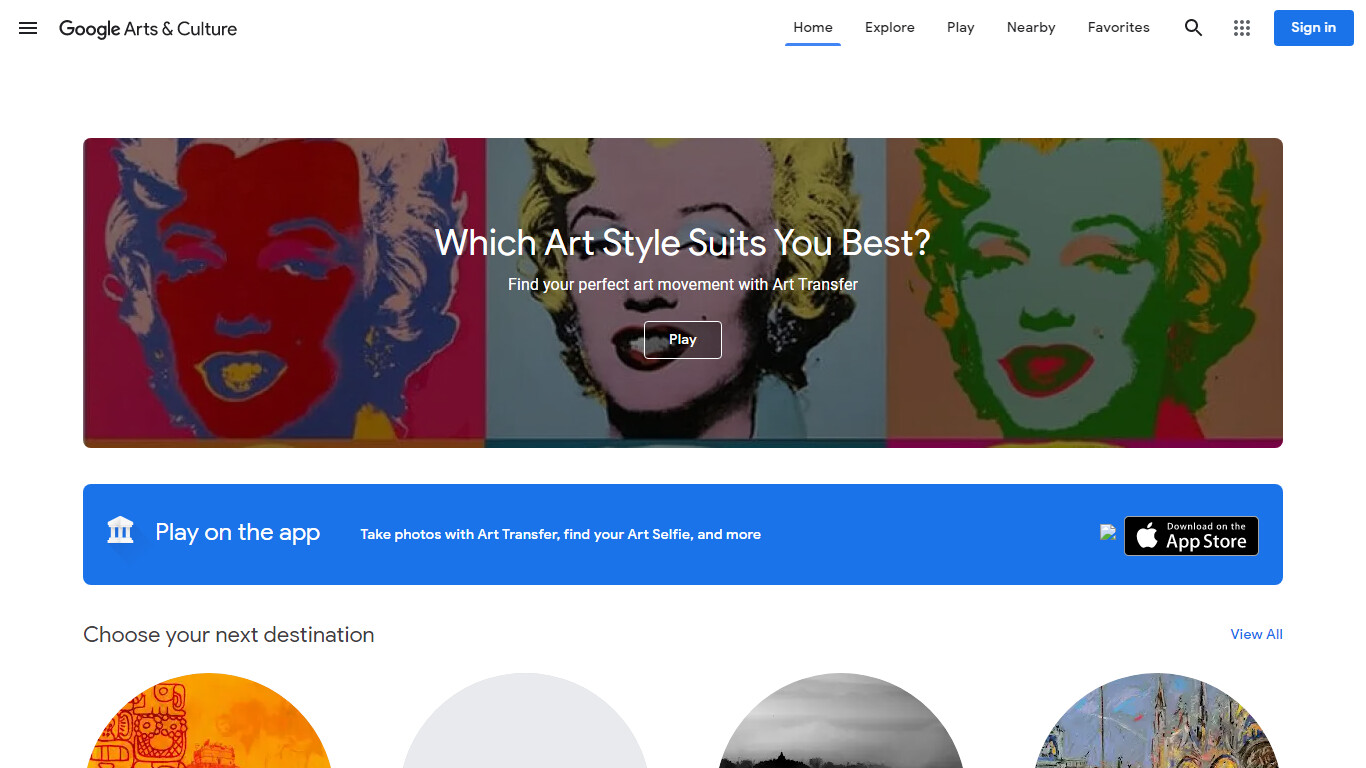 Google Arts & Culture
Home
Explore
Play
Nearby
Favorites
Sign in
Which Art Style Suits You Best?
Find your perfect art movement with Art Transfer
Play
Play on the app
Take photos with Art Transfer, find your Art Selfie, and more
Download on the
App Store
Choose your next destination
View All